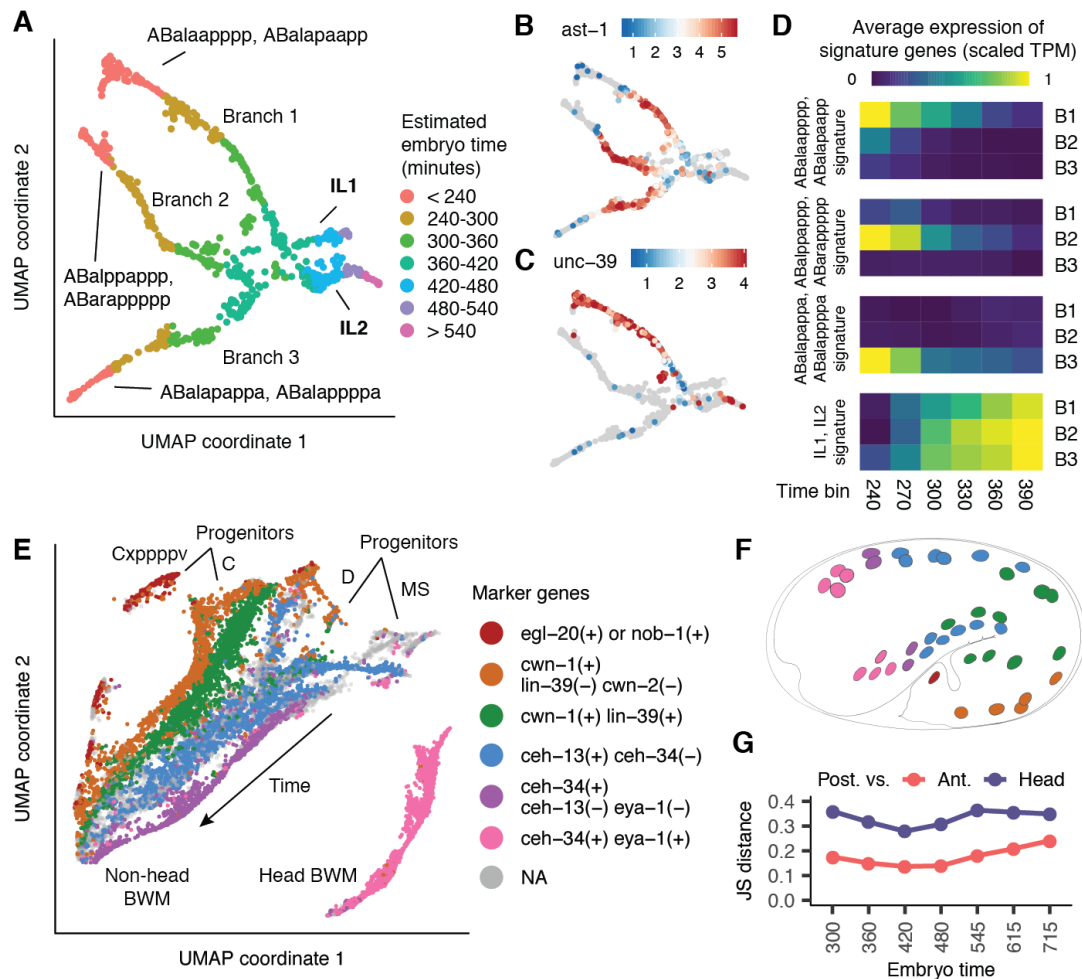 A
ABalaapppp, ABalapaapp
Branch 1
Branch 2
IL1
ABalppappp,
ABarappppp
IL2
Branch 3
ABalapappa, ABalappppa
UMAP coordinate 2
UMAP coordinate 1
Estimated
embryo time
(minutes)
< 240
240-300
300-360
360-420
420-480
480-540
> 540
B
ast-1
1 2 3 4 5
C
unc-39
1 2 3 4
D
Average expression of
signature genes (scaled TPM)
0 1
ABalaapppp,
ABalapaapp
signature
B1
B2
B3
ABalppappp,
ABarappppp
signature
B1
B2
B3
ABalapappa,
ABalappppa
signature
B1
B2
B3
IL1, IL2
signature
B1
B2
B3
Time bin
240 270 300 330 360 390
E
Cxppppv
Progenitors
C
Progenitors
D
MS
Time
Non-head
BWM
Head BWM
UMAP coordinate 2
UMAP coordinate 1
Marker genes
egl-20(+) or nob-1(+)
cwn-1(+)
lin-39(-) cwn-2(-)
cwn-1(+) lin-39(+)
ceh-13(+) ceh-34(-)
ceh-34(+)
ceh-13(-) eya-1(-)
ceh-34(+) eya-1(+)
NA
F
G
Post. vs. Ant. Head
JS distance
0.4
0.3
0.2
0.1
0.0
300 360 420 480 545 615 715
Embryo time